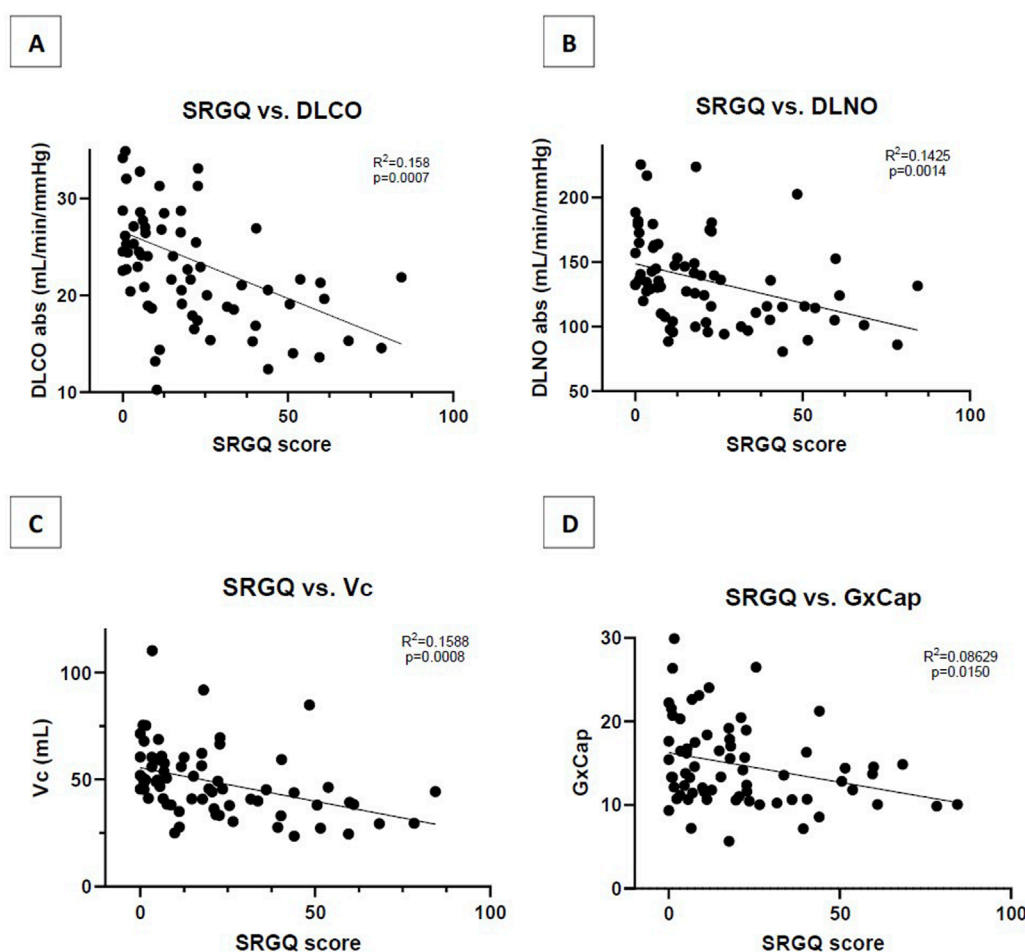 A
SRGQ vs. DLCO
R²=0.158
p=0.0007
DLCO abs (mL/min/mmHg)
30
20
10
0
50
100
SRGQ score
B
SRGQ vs. DLNO
R²=0.1425
p=0.0014
DLNO abs (mL/min/mmHg)
200
150
100
50
0
50
100
SRGQ score
C
SRGQ vs. Vc
R²=0.1588
p=0.0008
Vc (mL)
100
50
0
0
50
100
SRGQ score
D
SRGQ vs. GxCap
R²=0.08629
p=0.0150
GxCap
30
20
10
0
0
50
100
SRGQ score